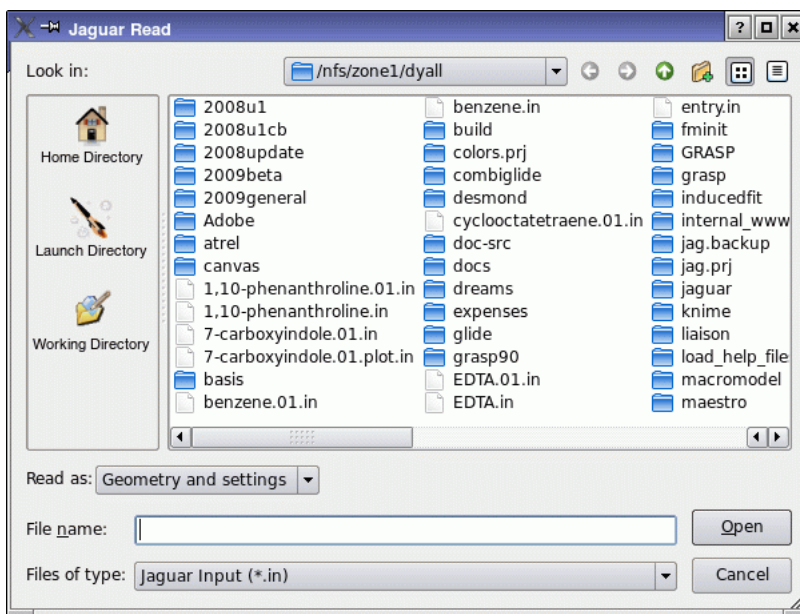 Jaguar Read
Look in: /nfs/zone1/dyall
Home Directory
Launch Directory
Working Directory
2008u1
2008u1cb
2008update
2009beta
2009general
Adobe
atrel
canvas
1,10-phenanthroline.01.in
1,10-phenanthroline.in
7-carboxyindole.01.in
7-carboxyindole.01.plot.in
basis
benzene.01.in
benzene.in
build
colors.prj
combiglide
desmond
cyclooctatetraene.01.in
doc-src
docs
dreams
expenses
glide
grasp90
EDTA.01.in
EDTA.in
entry.in
fminit
GRASP
grasp
inducedfit
internal_www
jag.backup
jag.prj
jaguar
knime
liaison
load_help_file
macromodel
maestro
Read as: Geometry and settings
File name: Open
Files of type: Jaguar Input (*.in) Cancel